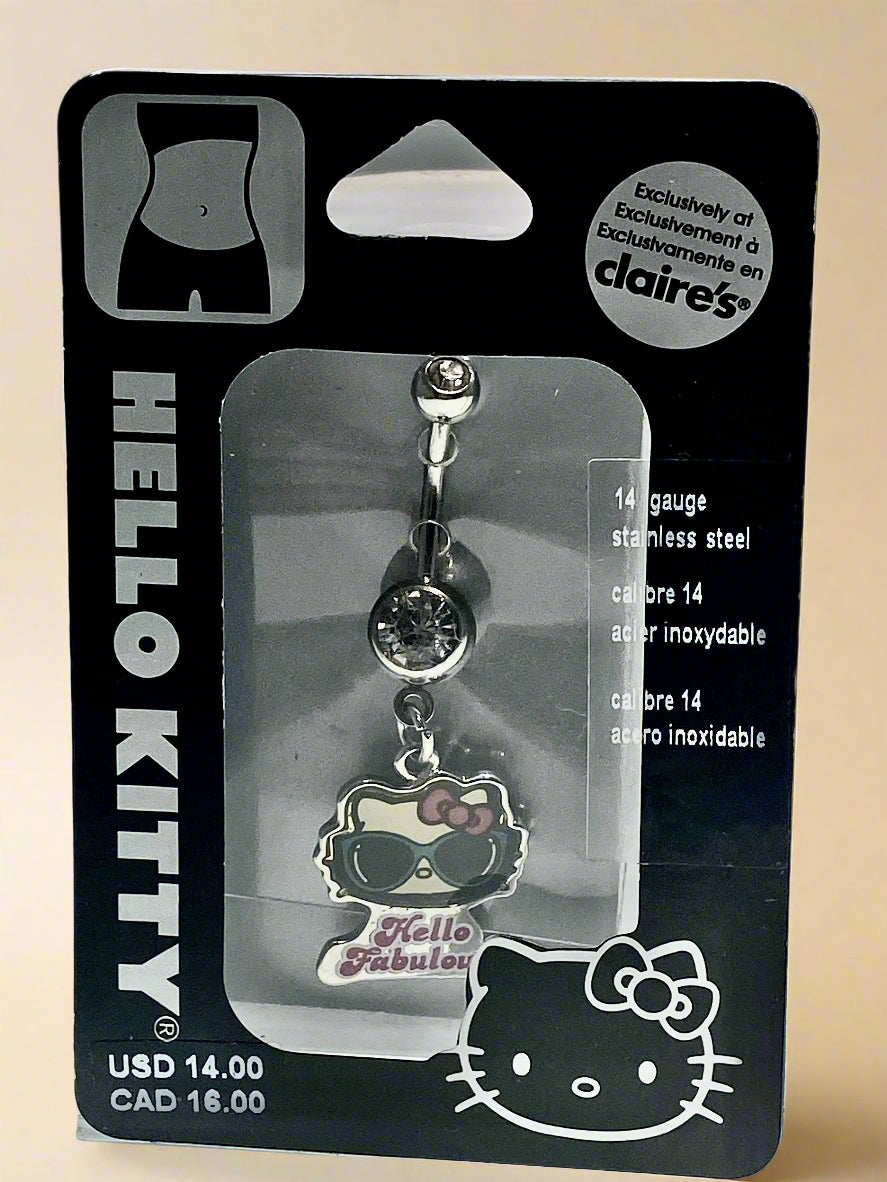 Exclusively at
Exclusivement à
Exclusivamente en
claire's®
HELLO KITTY®
14 gauge
stainless steel
calibre 14
acier inoxydable
calibre 14
acero inoxidable
Hello
Fabulou
USD 14.00
CAD 16.00